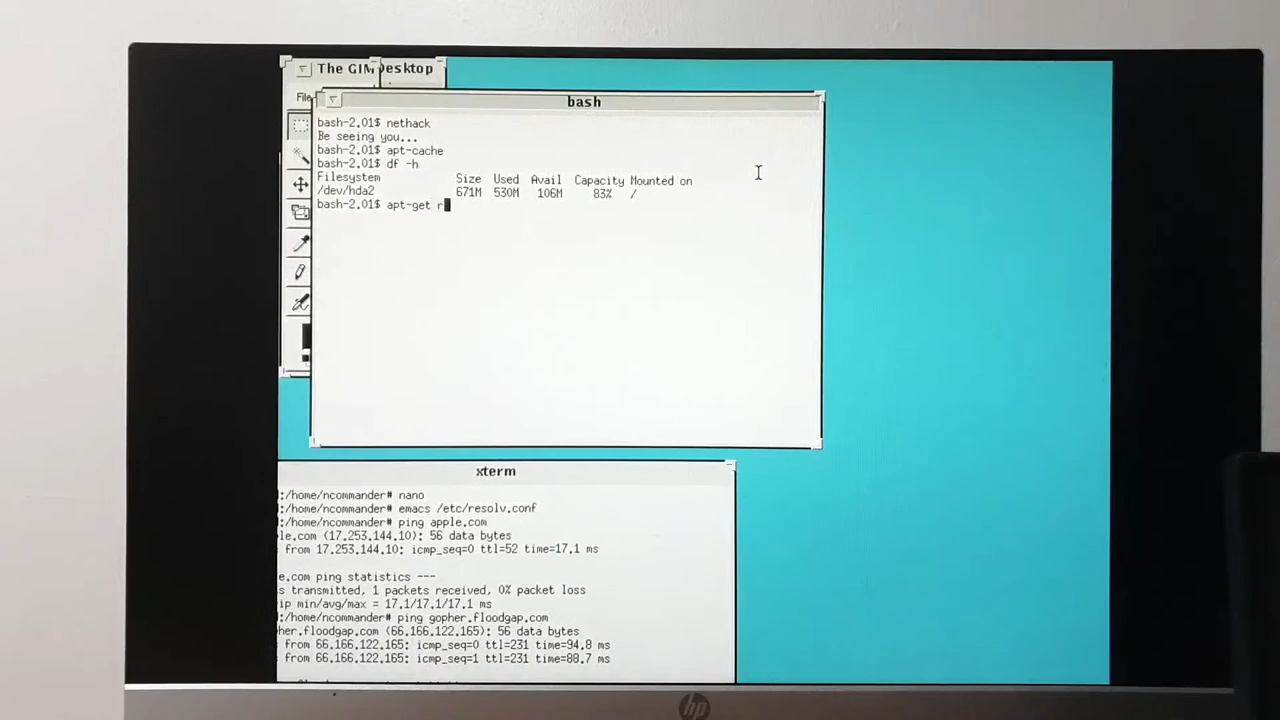 The GIM
Desktop
File
bash
bash-2.01$ nethack
Be seeing you...
bash-2.01$ apt-cache
bash-2.01$ df -h
Filesystem Size Used Avail Capacity Mounted on
/dev/hda2 671M 530M 106M 83% /
bash-2.01$ apt-get r
xterm
:/home/ncommander# nano
:/home/ncommander# emacs /etc/resolv.conf
:/home/ncommander# ping apple.com
le.com (17.253.144.10): 56 data bytes
from 17.253.144.10: icmp_seq=0 ttl=52 time=17.1 ms
e.com ping statistics ---
s transmitted, 1 packets received, 0% packet loss
ip min/avg/max = 17.1/17.1/17.1 ms
:/home/ncommander# ping gopher.floodgap.com
her.floodgap.com (66.166.122.165): 56 data bytes
from 66.166.122.165: icmp_seq=0 ttl=231 time=94.8 ms
from 66.166.122.165: icmp_seq=1 ttl=231 time=88.7 ms
hp